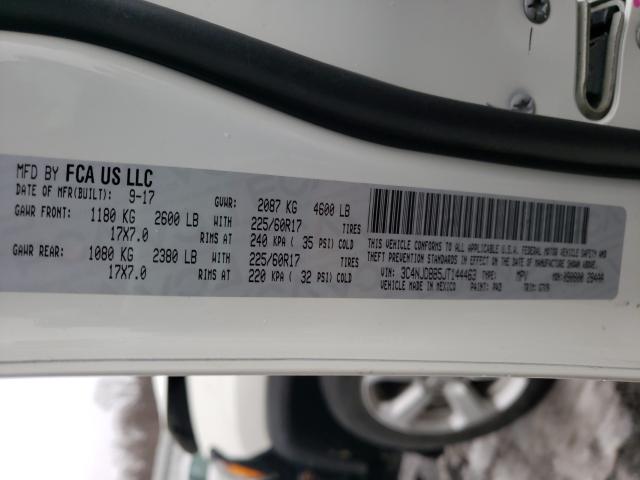 MFD BY FCA US LLC
DATE OF MFR(BUILT): 9-17 GVWR: 2087 KG 4600 LB
GAWR FRONT: 1180 KG 2600 LB WITH 225/60R17 TIRES
17X7.0 RIMS AT 240 KPA ( 35 PSI) COLD
GAWR REAR: 1080 KG 2380 LB WITH 225/60R17 TIRES
17X7.0 RIMS AT 220 KPA ( 32 PSI) COLD
THIS VEHICLE CONFORMS TO ALL APPLICABLE U.S.A. FEDERAL MOTOR VEHICLE SAFETY AND
THEFT PREVENTION STANDARDS IN EFFECT ON THE DATE OF MANUFACTURE SHOWN ABOVE.
VIN: 3C4NJDBB5JT144463 TYPE: MPV MDH:
VEHICLE MADE IN MEXICO PAINT: PW3 TRIM: